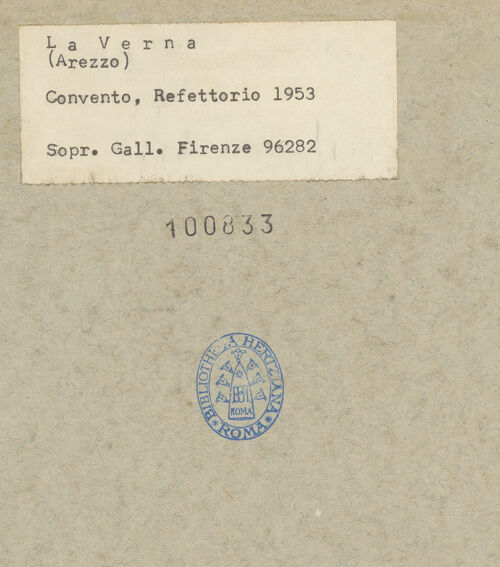 La Verna
(Arezzo)
Convento, Refettorio 1953
Sopr. Gall. Firenze 96282
100833
BIBLIOTHECA HERTZIANA
ROMA
* ROMA *